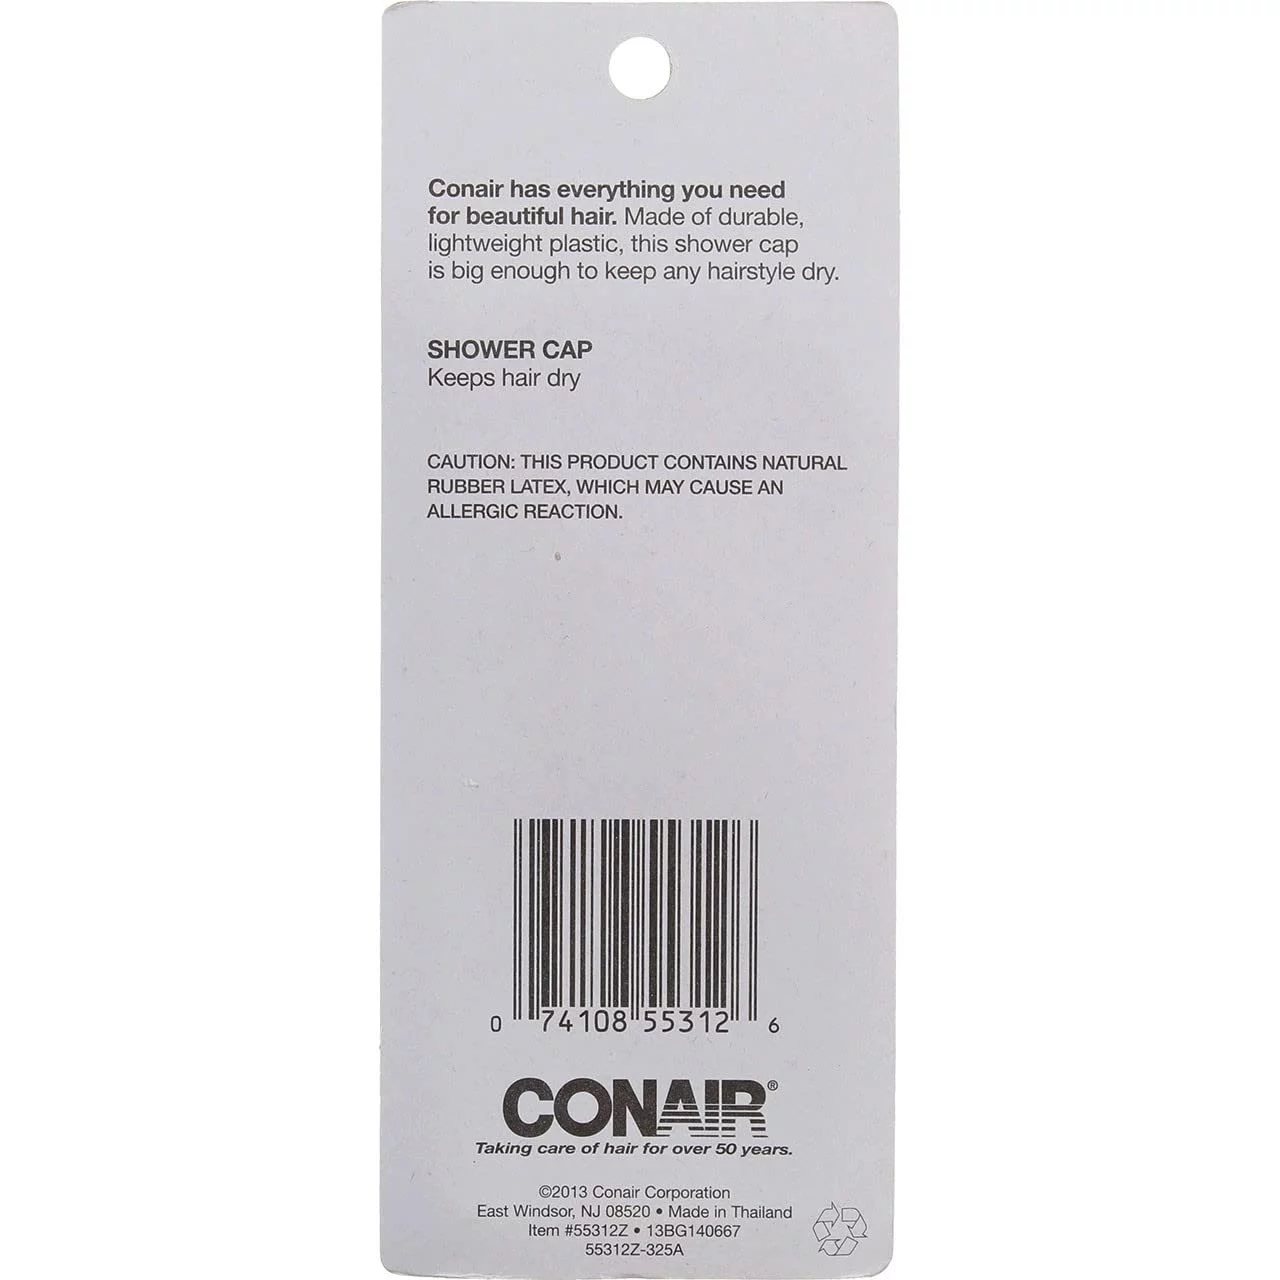 Conair has everything you need
for beautiful hair. Made of durable,
lightweight plastic, this shower cap
is big enough to keep any hairstyle dry.
SHOWER CAP
Keeps hair dry
CAUTION: THIS PRODUCT CONTAINS NATURAL
RUBBER LATEX, WHICH MAY CAUSE AN
ALLERGIC REACTION.
0 74108 55312 6
CONAIR®
Taking care of hair for over 50 years.
©2013 Conair Corporation
East Windsor, NJ 08520 • Made in Thailand
Item #55312Z • 13BG140667
55312Z-325A